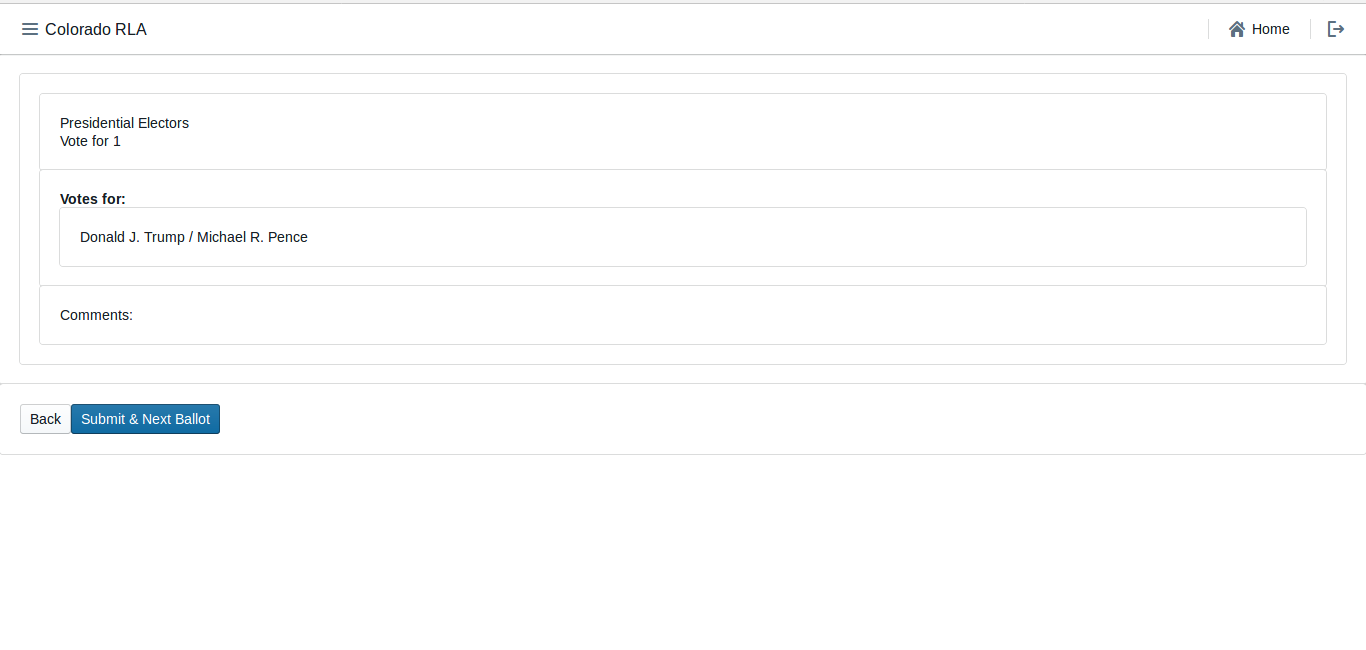 Colorado RLA
Home
Presidential Electors
Vote for 1
Votes for:
Donald J. Trump / Michael R. Pence
Comments:
Back
Submit & Next Ballot